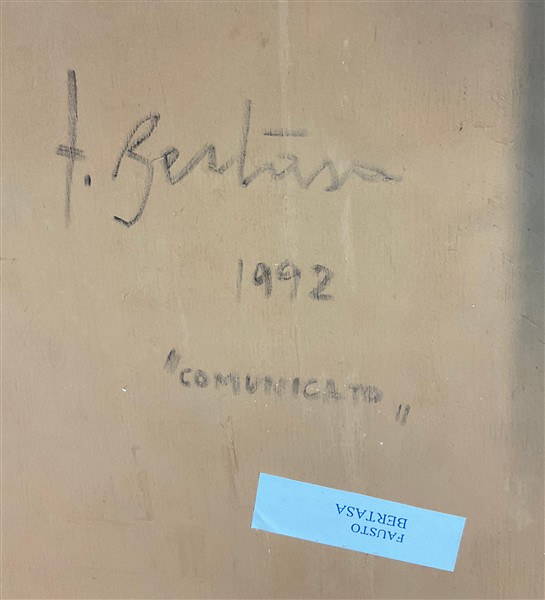 f. Bertasa
1992
"COMUNICATO"
FAUSTO
BERTASA